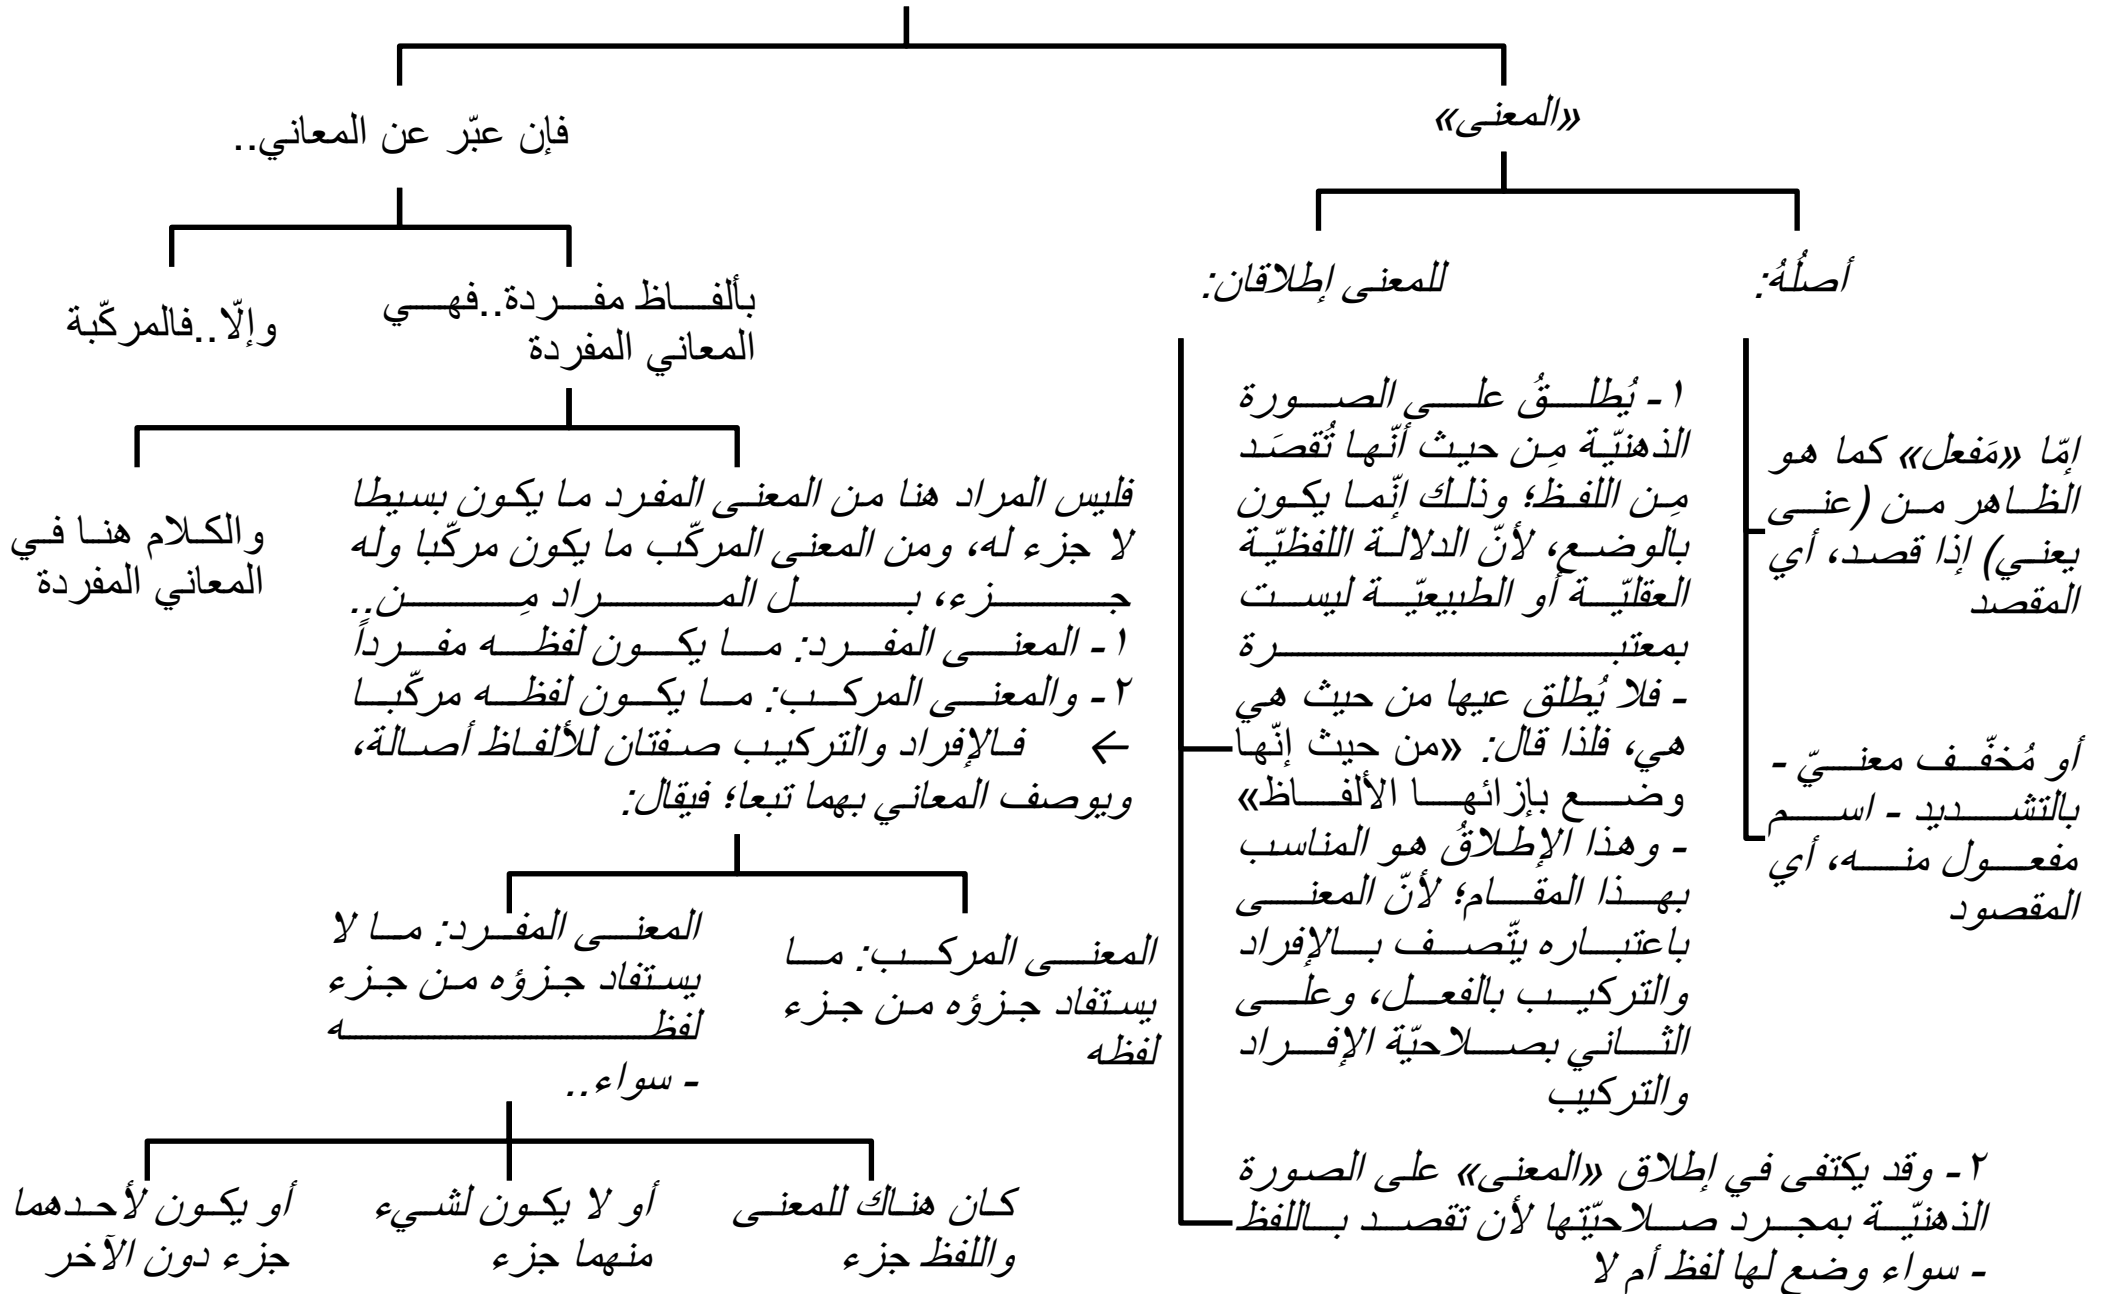 «المعنى»
أصلُهُ:
إمّا «مَفعل» كما هو
الظاهر من (عنى
يعني) إذا قصد، أي
المقصد
أو مُخفّف معنيّ -
بالتشديد - اسم
مفعول منه، أي
المقصود
للمعنى إطلاقان:
١- يُطلقُ على الصورة
الذهنيّة مِن حيث أنّها تُقصَد
مِن اللفظ؛ وذلك إنّما يكون
بالوضع، لأنّ الدلالة اللفظيّة
العقليّة أو الطبيعيّة ليست
بمعتبرة
- فلا يُطلق عيها من حيث هي
هي، فلذا قال: «من حيث إنّها
وضع بإزائها الألفاظ»
- وهذا الإطلاقُ هو المناسب
بهذا المقام؛ لأنّ المعنى
باعتباره يتّصف بالإفراد
والتركيب بالفعل، وعلى
الثاني بصلاحيّة الإفراد
والتركيب
٢- وقد يكتفى في إطلاق «المعنى» على الصورة
الذهنيّة بمجرد صلاحيّتها لأن تقصد باللفظ
- سواء وضع لها لفظ أم لا
فإن عبّر عن المعاني..
بألفاظ مفردة..فهي
المعاني المفردة
فليس المراد هنا من المعنى المفرد ما يكون بسيطا
لا جزء له، ومن المعنى المركّب ما يكون مركّبا وله
جزء، بل المراد مِن..
١- المعنى المفرد: ما يكون لفظه مفرداً
٢- والمعنى المركب: ما يكون لفظه مركّبا
← فالإفراد والتركيب صفتان للألفاظ أصالة،
ويوصف المعاني بهما تبعا؛ فيقال:
المعنى المركب: ما
يستفاد جزؤه من جزء
لفظه
المعنى المفرد: ما لا
يستفاد جزؤه من جزء
لفظه
- سواء..
كان هناك للمعنى
واللفظ جزء
أو لا يكون لشيء
منهما جزء
أو يكون لأحدهما
جزء دون الآخر
والكلام هنا في
المعاني المفردة
وإلّا..فالمركّبة